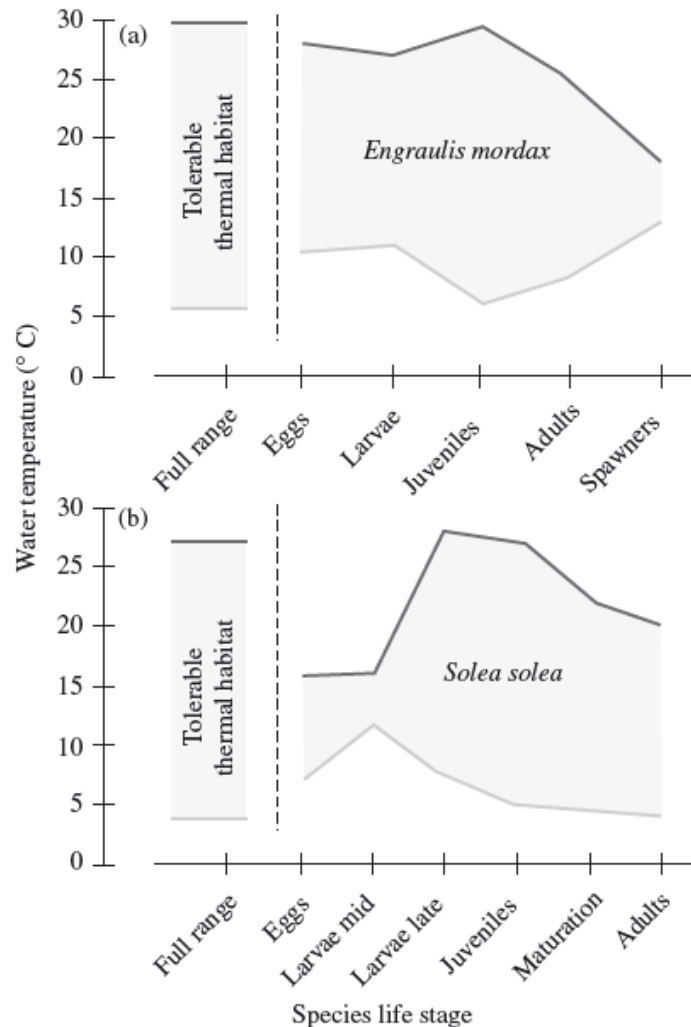 Water temperature (° C)
(a)
30
25
20
15
10
5
0
Tolerable
thermal habitat
Engraulis mordax
Full range
Eggs
Larvae
Juveniles
Adults
Spawners
(b)
30
25
20
15
10
5
0
Tolerable
thermal habitat
Solea solea
Full range
Eggs
Larvae mid
Larvae late
Juveniles
Maturation
Adults
Species life stage